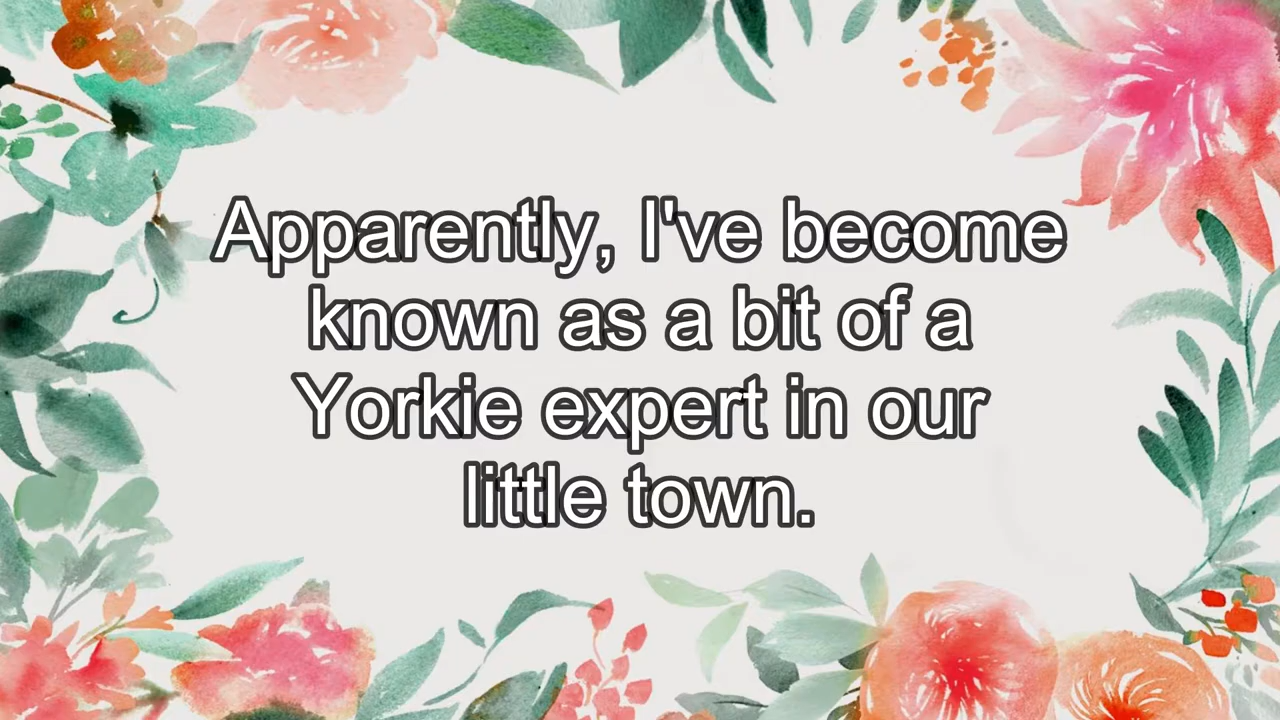 Apparently, I've become
known as a bit of a
Yorkie expert in our
little town.